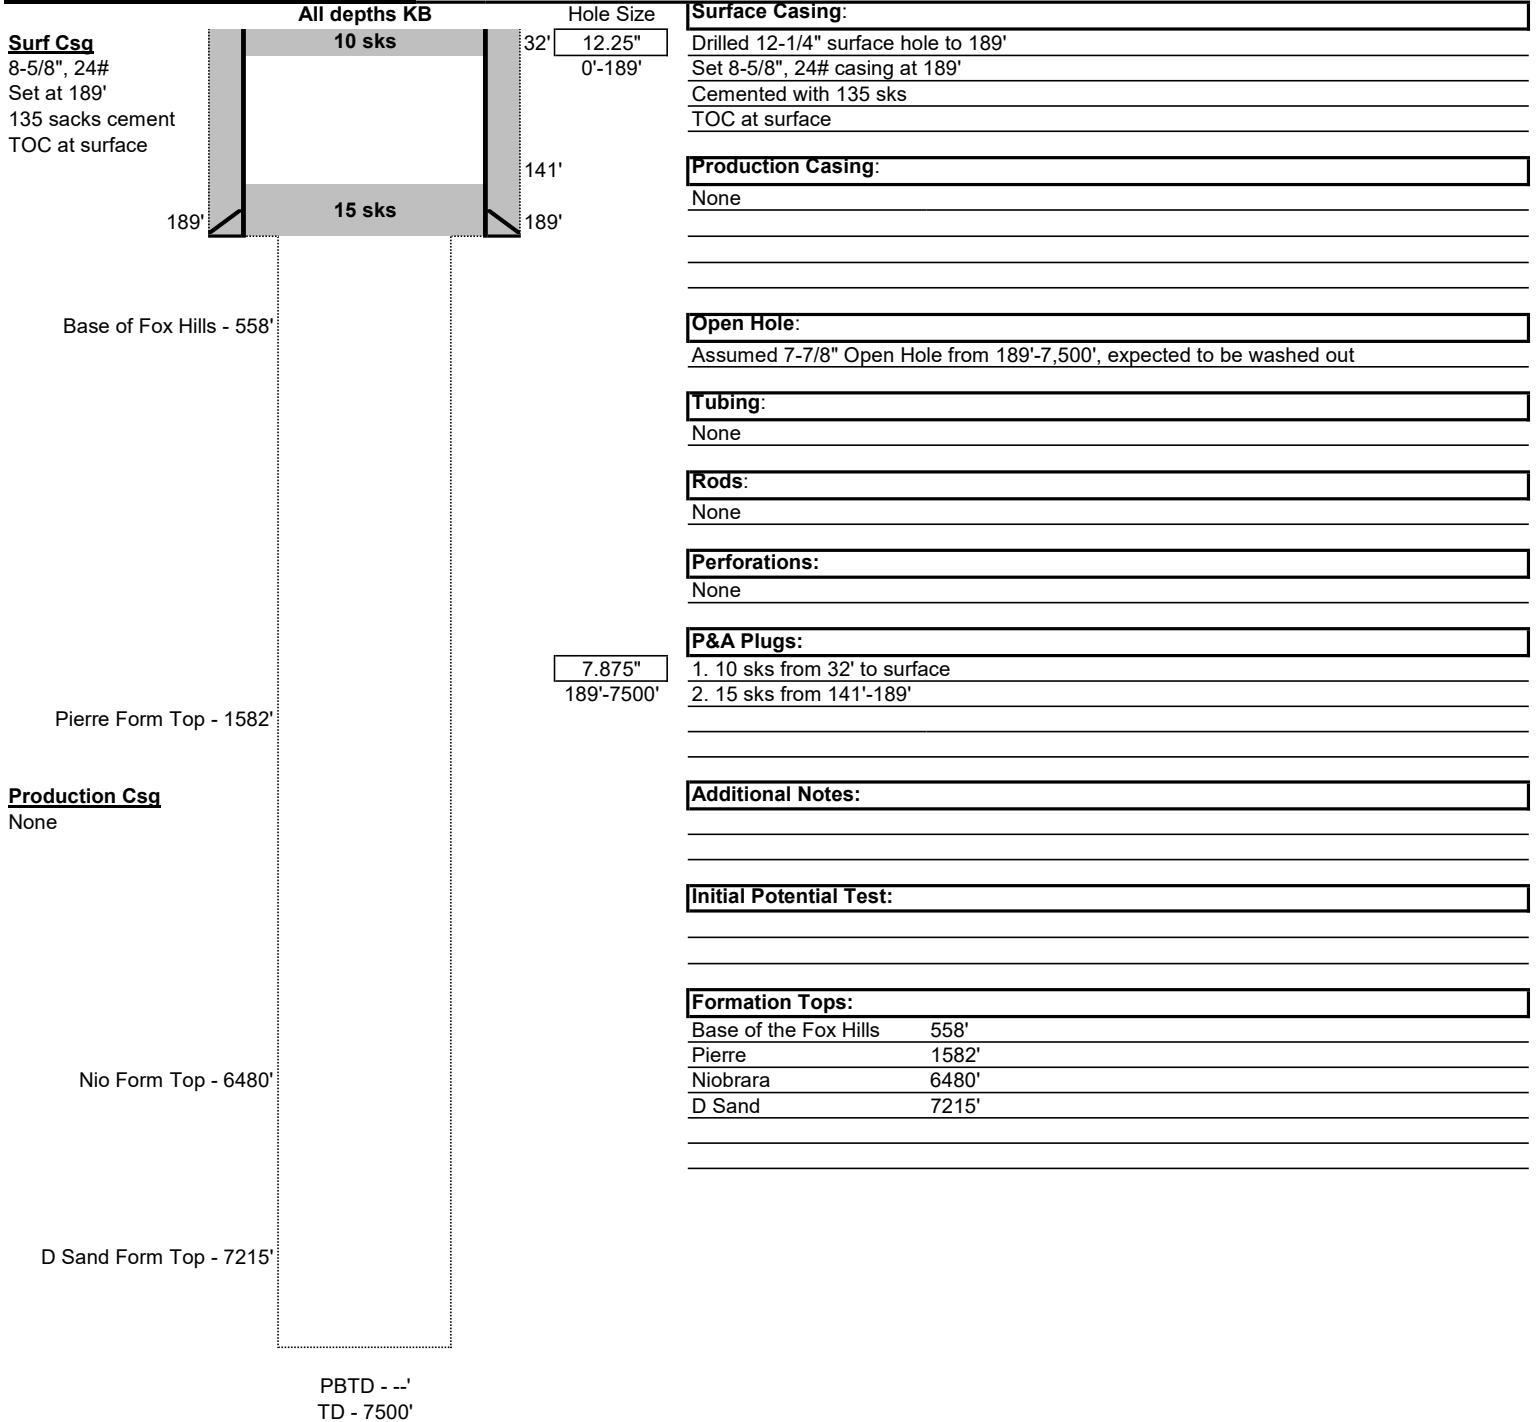 All depths KB
Hole Size
Surf Csg
8-5/8", 24#
Set at 189'
135 sacks cement
TOC at surface
10 sks
32'
12.25"
0'-189'
141'
15 sks
189'
189'
Base of Fox Hills - 558'
7.875"
189'-7500'
Pierre Form Top - 1582'
Production Csg
None
Nio Form Top - 6480'
D Sand Form Top - 7215'
PBTD - --'
TD - 7500'
Surface Casing:
Drilled 12-1/4" surface hole to 189'
Set 8-5/8", 24# casing at 189'
Cemented with 135 sks
TOC at surface
Production Casing:
None
Open Hole:
Assumed 7-7/8" Open Hole from 189'-7,500', expected to be washed out
Tubing:
None
Rods:
None
Perforations:
None
P&A Plugs:
1. 10 sks from 32' to surface
2. 15 sks from 141'-189'
Additional Notes:
Initial Potential Test:
Formation Tops:
Base of the Fox Hills 558'
Pierre 1582'
Niobrara 6480'
D Sand 7215'